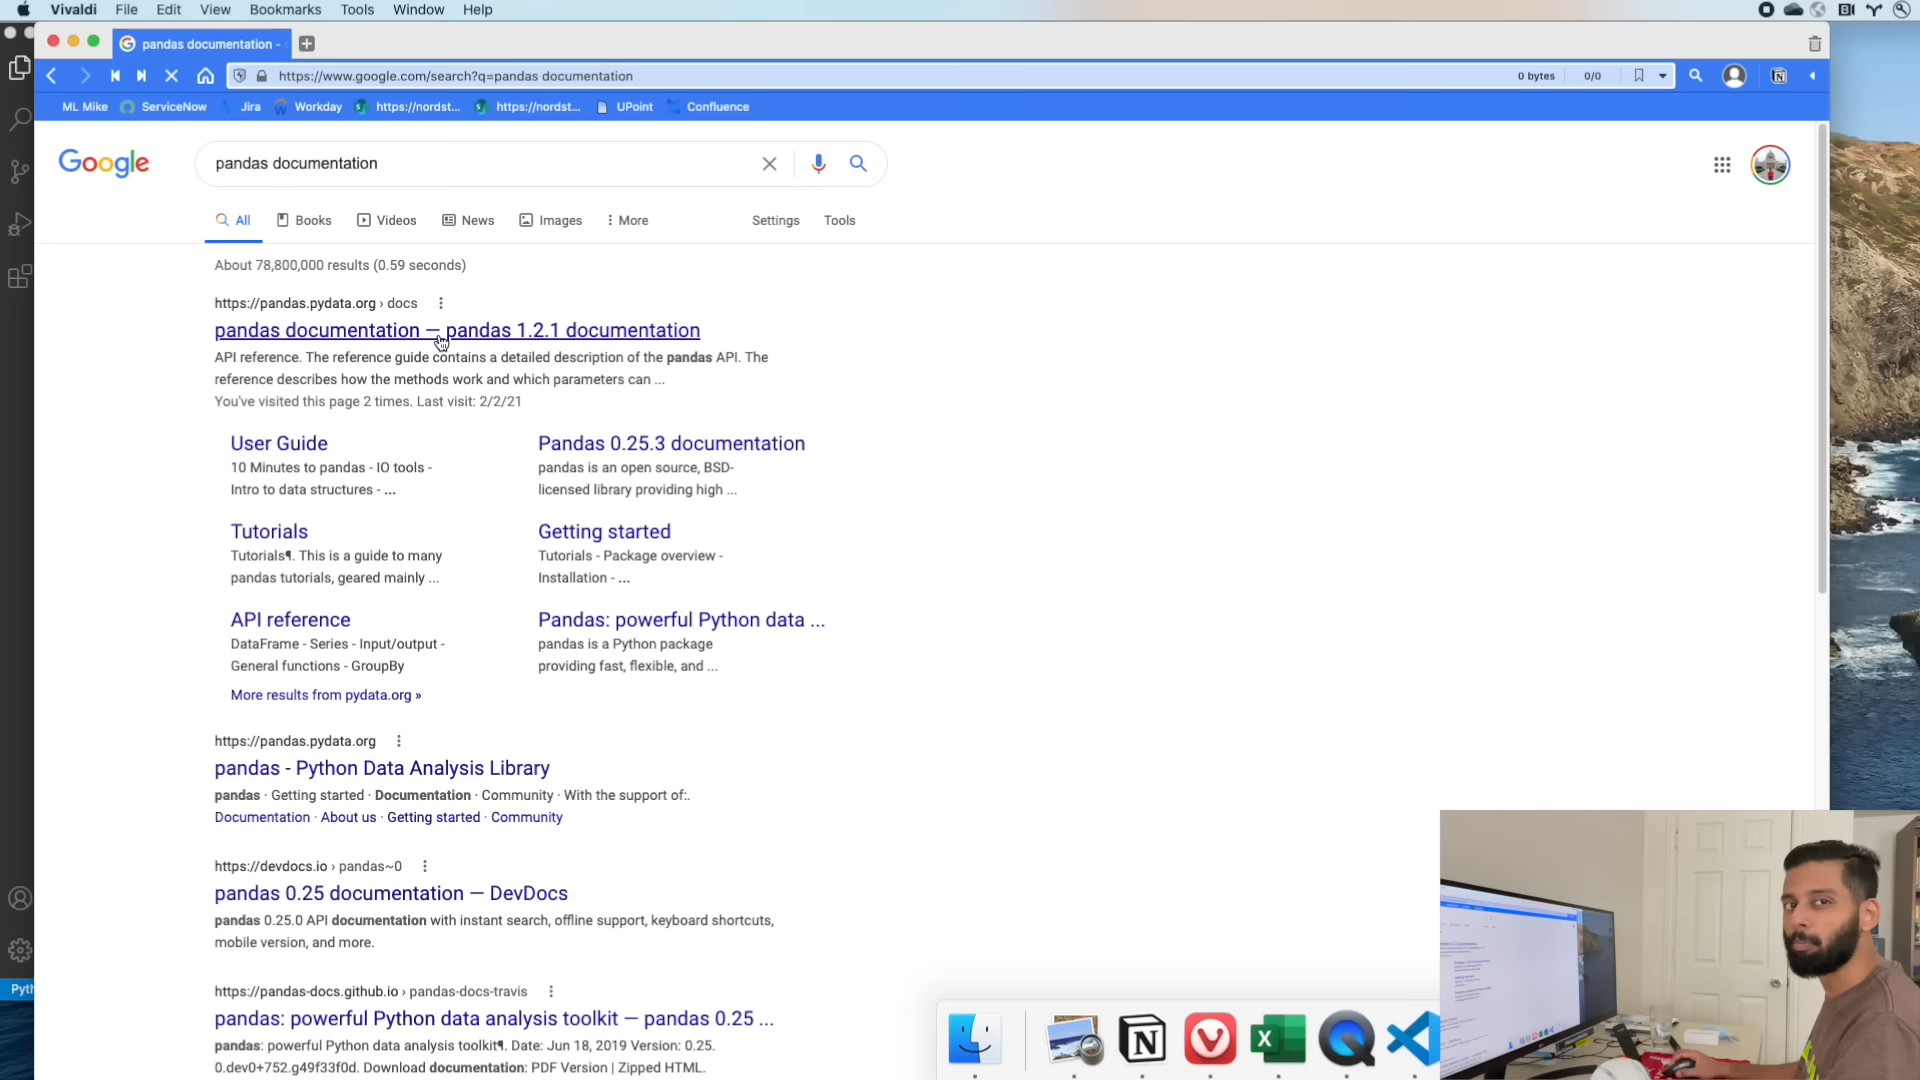 Vivaldi File Edit View Bookmarks Tools Window Help
pandas documentation -
https://www.google.com/search?q=pandas documentation 0 bytes 0/0
ML Mike ServiceNow Jira Workday https://nordst... https://nordst... UPoint Confluence
Google pandas documentation
All Books Videos News Images More Settings Tools
About 78,800,000 results (0.59 seconds)
https://pandas.pydata.org › docs
pandas documentation — pandas 1.2.1 documentation
API reference. The reference guide contains a detailed description of the pandas API. The
reference describes how the methods work and which parameters can ...
You've visited this page 2 times. Last visit: 2/2/21
User Guide
10 Minutes to pandas - IO tools -
Intro to data structures - ...
Pandas 0.25.3 documentation
pandas is an open source, BSD-
licensed library providing high ...
Tutorials
Tutorials¶. This is a guide to many
pandas tutorials, geared mainly ...
Getting started
Tutorials - Package overview -
Installation - ...
API reference
DataFrame - Series - Input/output -
General functions - GroupBy
Pandas: powerful Python data ...
pandas is a Python package
providing fast, flexible, and ...
More results from pydata.org »
https://pandas.pydata.org
pandas - Python Data Analysis Library
pandas · Getting started · Documentation · Community · With the support of:.
Documentation · About us · Getting started · Community
https://devdocs.io › pandas~0
pandas 0.25 documentation — DevDocs
pandas 0.25.0 API documentation with instant search, offline support, keyboard shortcuts,
mobile version, and more.
Pyth
https://pandas-docs.github.io › pandas-docs-travis
pandas: powerful Python data analysis toolkit — pandas 0.25 ...
pandas: powerful Python data analysis toolkit¶. Date: Jun 18, 2019 Version: 0.25.
0.dev0+752.g49f33f0d. Download documentation: PDF Version | Zipped HTML.